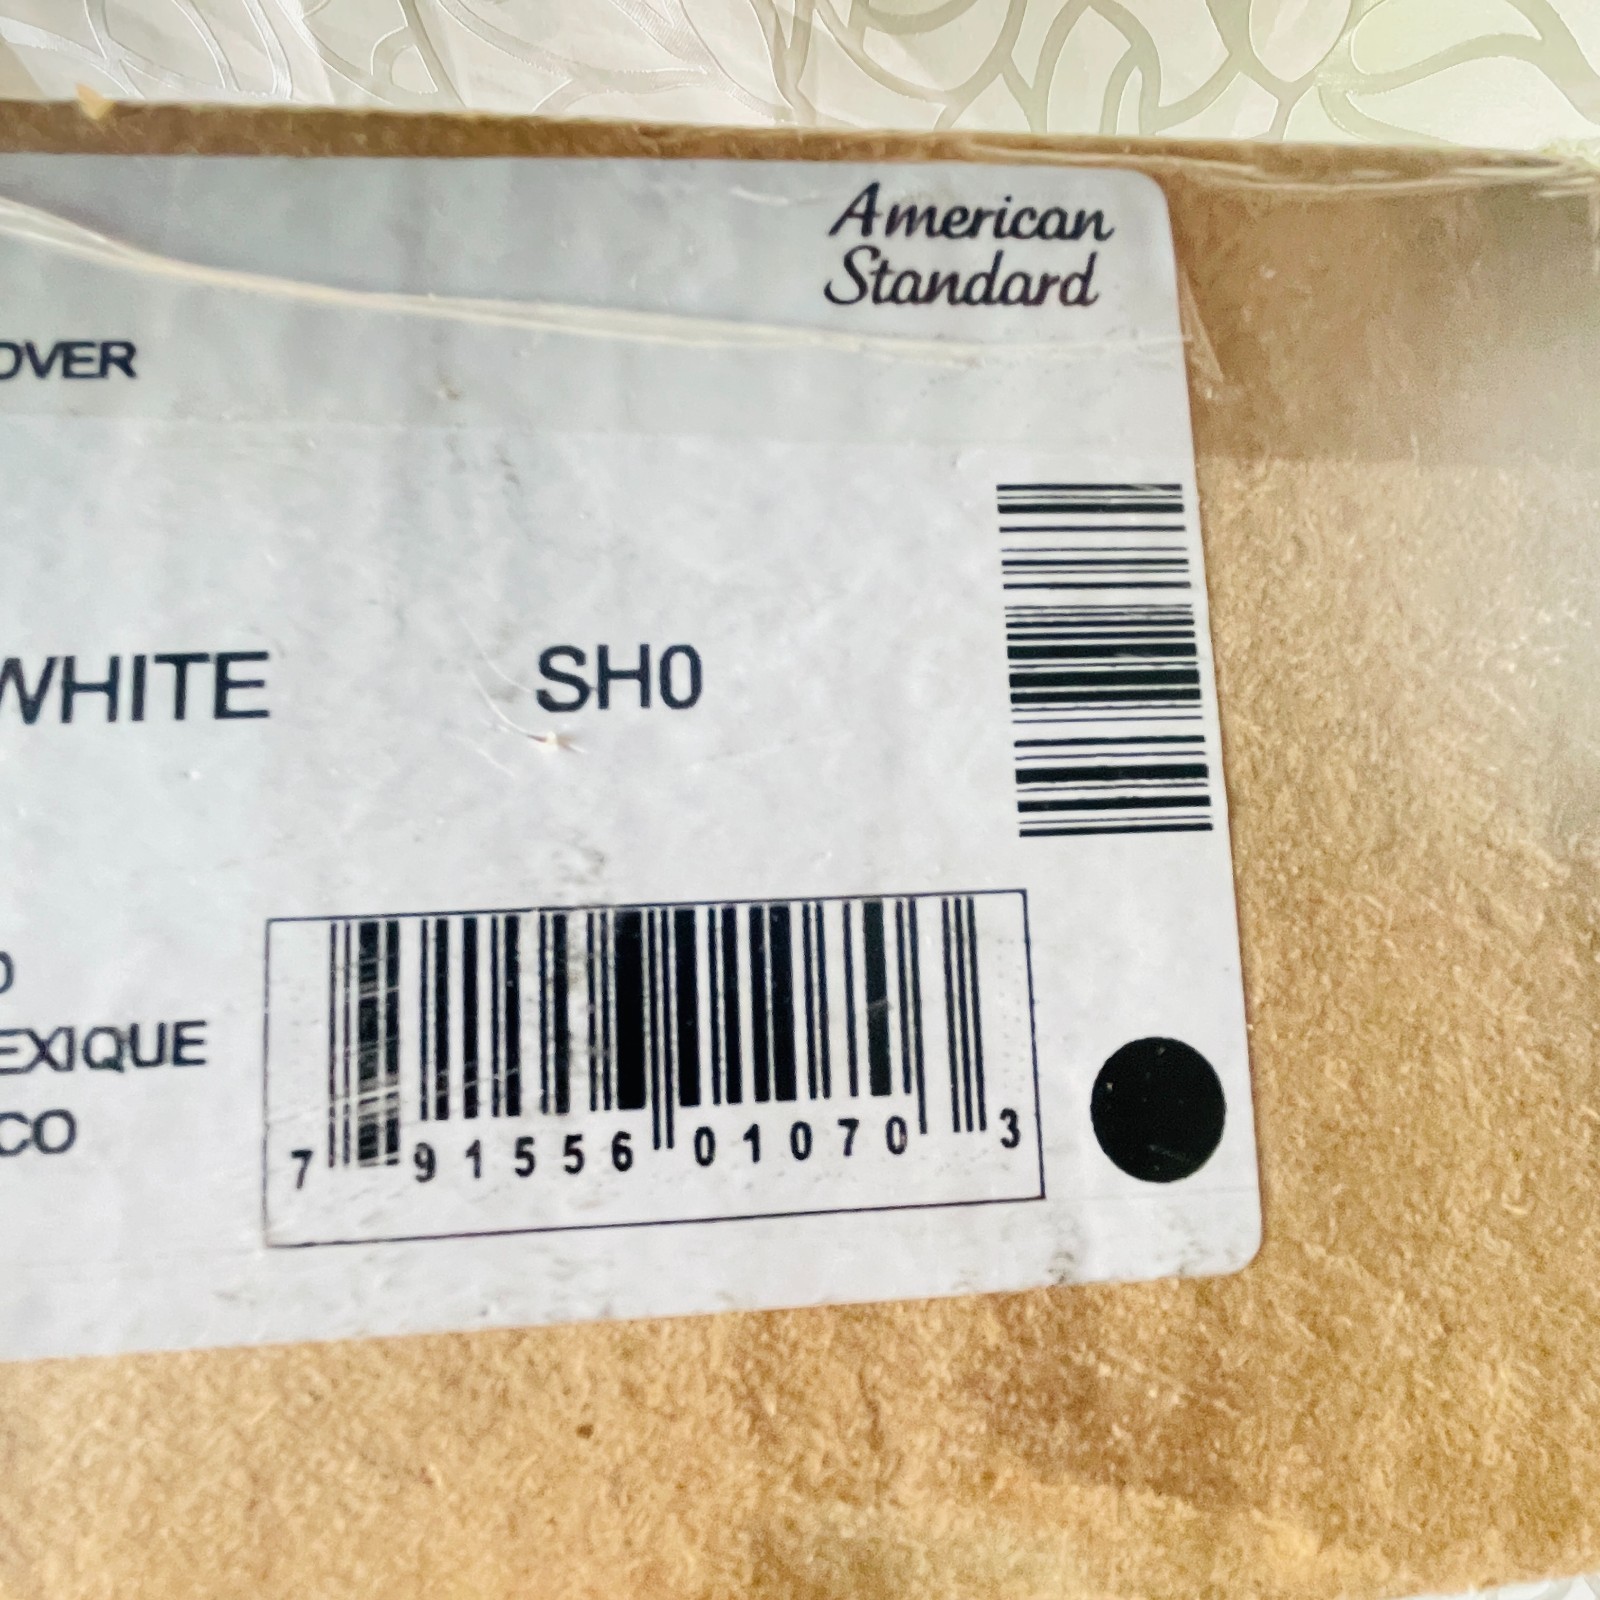 American
Standard
OVER
WHITE SH0
O
EXIQUE
CO
7 91556 01070 3